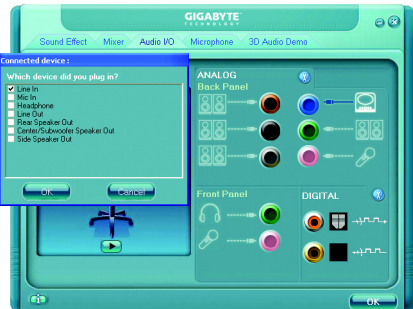 GIGABYTE
TECHNOLOGY
Sound Effect Mixer Audio I/O Microphone 3D Audio Demo
Connected device :
Which device did you plug in?
Line In
Mic In
Headphone
Line Out
Rear Speaker Out
Center/Subwoofer Speaker Out
Side Speaker Out
OK Cancel
ANALOG
Back Panel
Front Panel
DIGITAL
i
OK